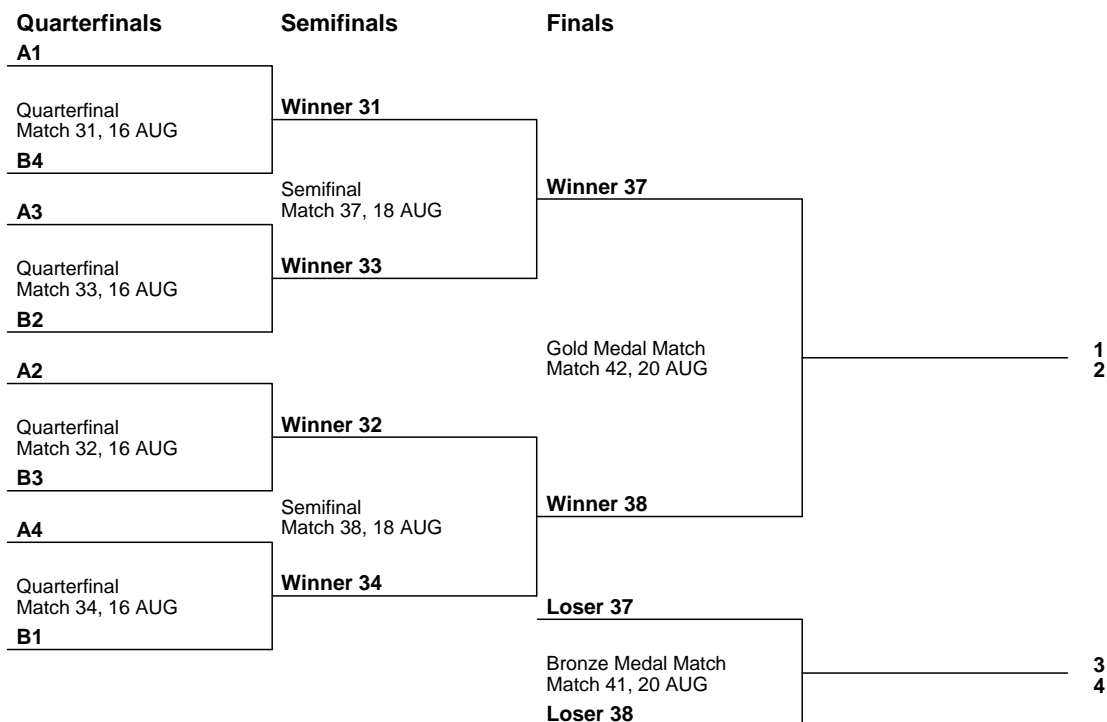 Quarterfinals
Semifinals
Finals
A1
Quarterfinal
Match 31, 16 AUG
B4
A3
Quarterfinal
Match 33, 16 AUG
B2
A2
Quarterfinal
Match 32, 16 AUG
B3
A4
Quarterfinal
Match 34, 16 AUG
B1
Winner 31
Semifinal
Match 37, 18 AUG
Winner 33
Winner 32
Semifinal
Match 38, 18 AUG
Winner 34
Winner 37
Gold Medal Match
Match 42, 20 AUG
Winner 38
Loser 37
Bronze Medal Match
Match 41, 20 AUG
Loser 38
1
2
3
4